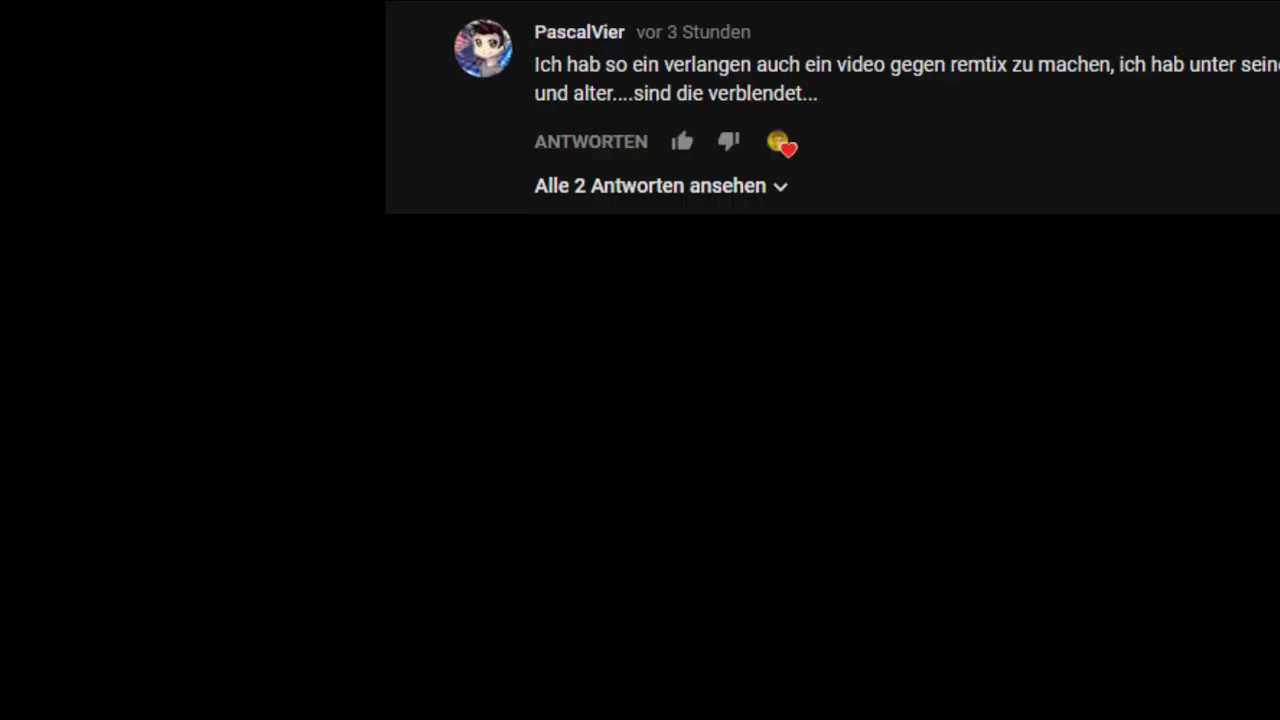 PascalVier vor 3 Stunden
Ich hab so ein verlangen auch ein video gegen remtix zu machen, ich hab unter
und alter....sind die verblendet...
ANTWORTEN
Alle 2 Antworten ansehen